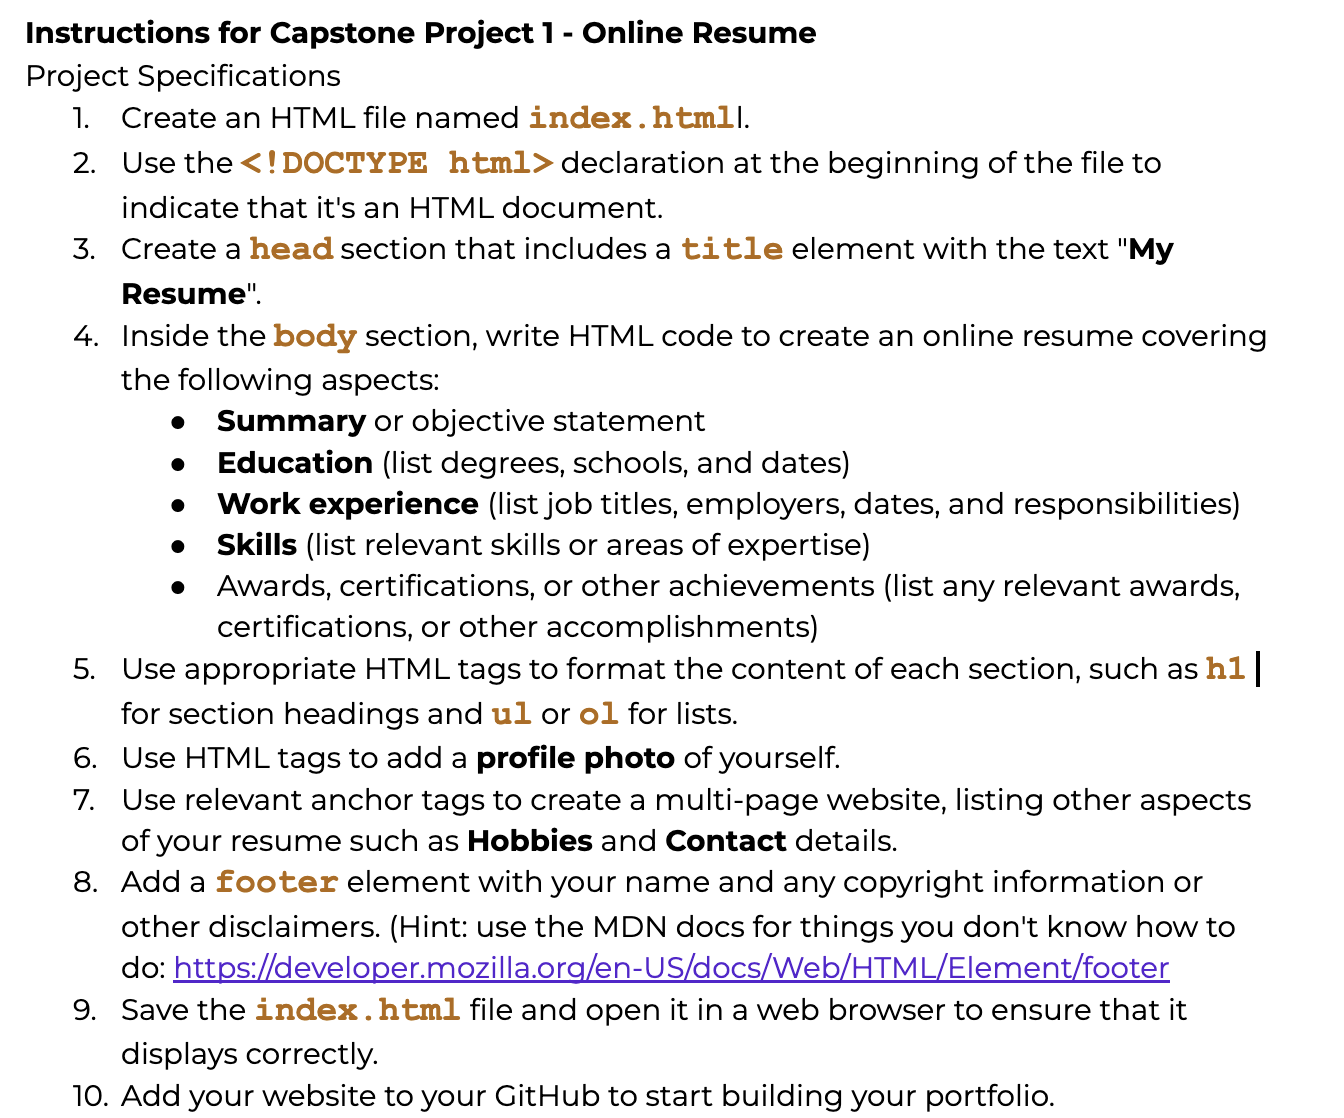 Instructions for Capstone Project 1 - Online Resume
Project Specifications
1. Create an HTML file named index.htmll.
2. Use the <!DOCTYPE html> declaration at the beginning of the file to
indicate that it's an HTML document.
3. Create a head section that includes a title element with the text "My
Resume".
4. Inside the body section, write HTML code to create an online resume covering
the following aspects:
● Summary or objective statement
● Education (list degrees, schools, and dates)
● Work experience (list job titles, employers, dates, and responsibilities)
● Skills (list relevant skills or areas of expertise)
● Awards, certifications, or other achievements (list any relevant awards,
certifications, or other accomplishments)
5. Use appropriate HTML tags to format the content of each section, such as h1
for section headings and ul or ol for lists.
6. Use HTML tags to add a profile photo of yourself.
7. Use relevant anchor tags to create a multi-page website, listing other aspects
of your resume such as Hobbies and Contact details.
8. Add a footer element with your name and any copyright information or
other disclaimers. (Hint: use the MDN docs for things you don't know how to
do: https://developer.mozilla.org/en-US/docs/Web/HTML/Element/footer
9. Save the index.html file and open it in a web browser to ensure that it
displays correctly.
10. Add your website to your GitHub to start building your portfolio.